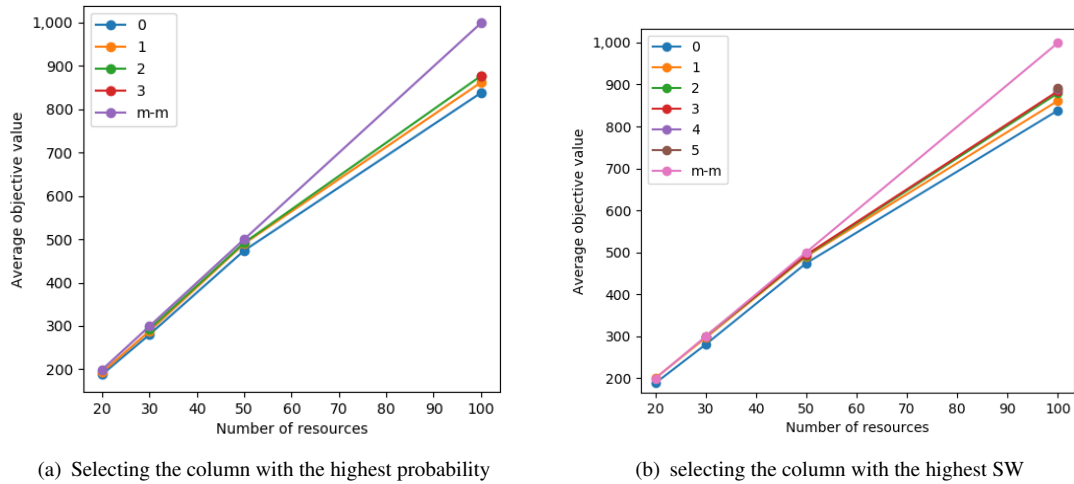 1,000
900
800
700
600
500
400
300
200
Average objective value
0
1
2
3
m-m
20 30 40 50 60 70 80 90 100
Number of resources
(a) Selecting the column with the highest probability
1,000
900
800
700
600
500
400
300
200
Average objective value
0
1
2
3
4
5
m-m
20 30 40 50 60 70 80 90 100
Number of resources
(b) selecting the column with the highest SW